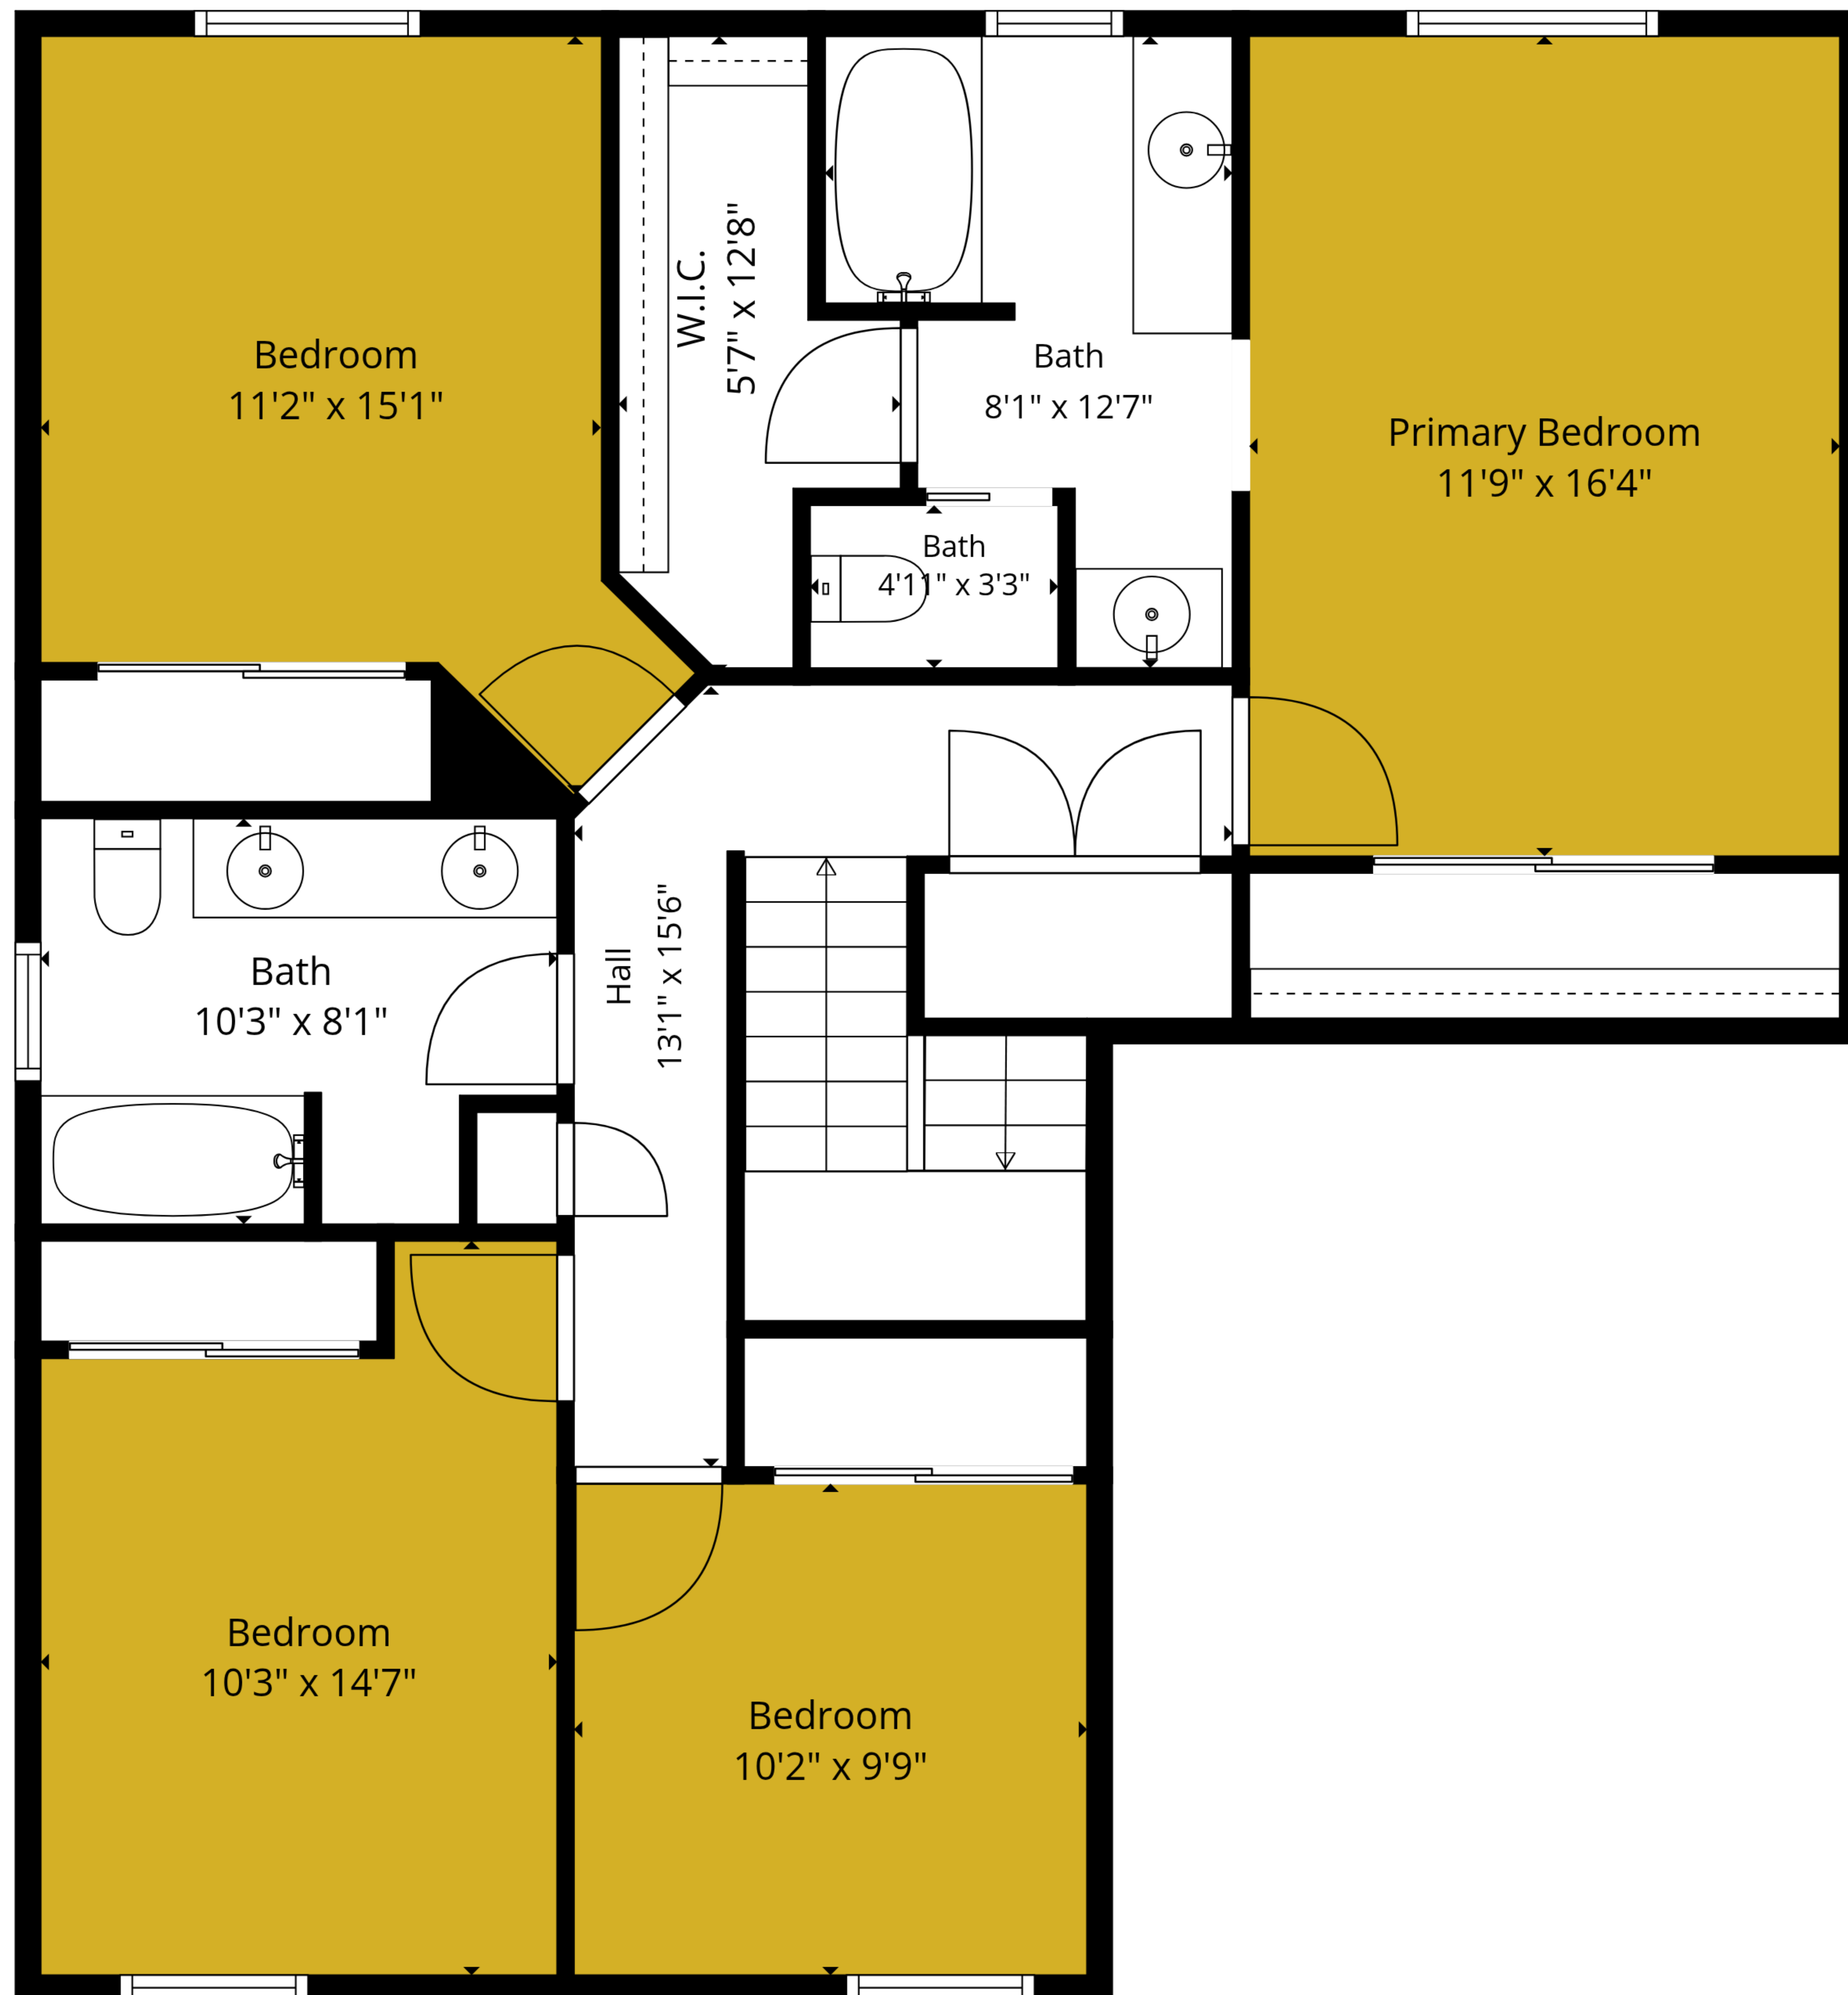 Bedroom
11'2" x 15'1"
W.I.C.
5'7" x 12'8"
Bath
8'1" x 12'7"
Primary Bedroom
11'9" x 16'4"
Bath
4'11" x 3'3"
Bath
10'3" x 8'1"
Hall
13'1" x 15'6"
Bedroom
10'3" x 14'7"
Bedroom
10'2" x 9'9"